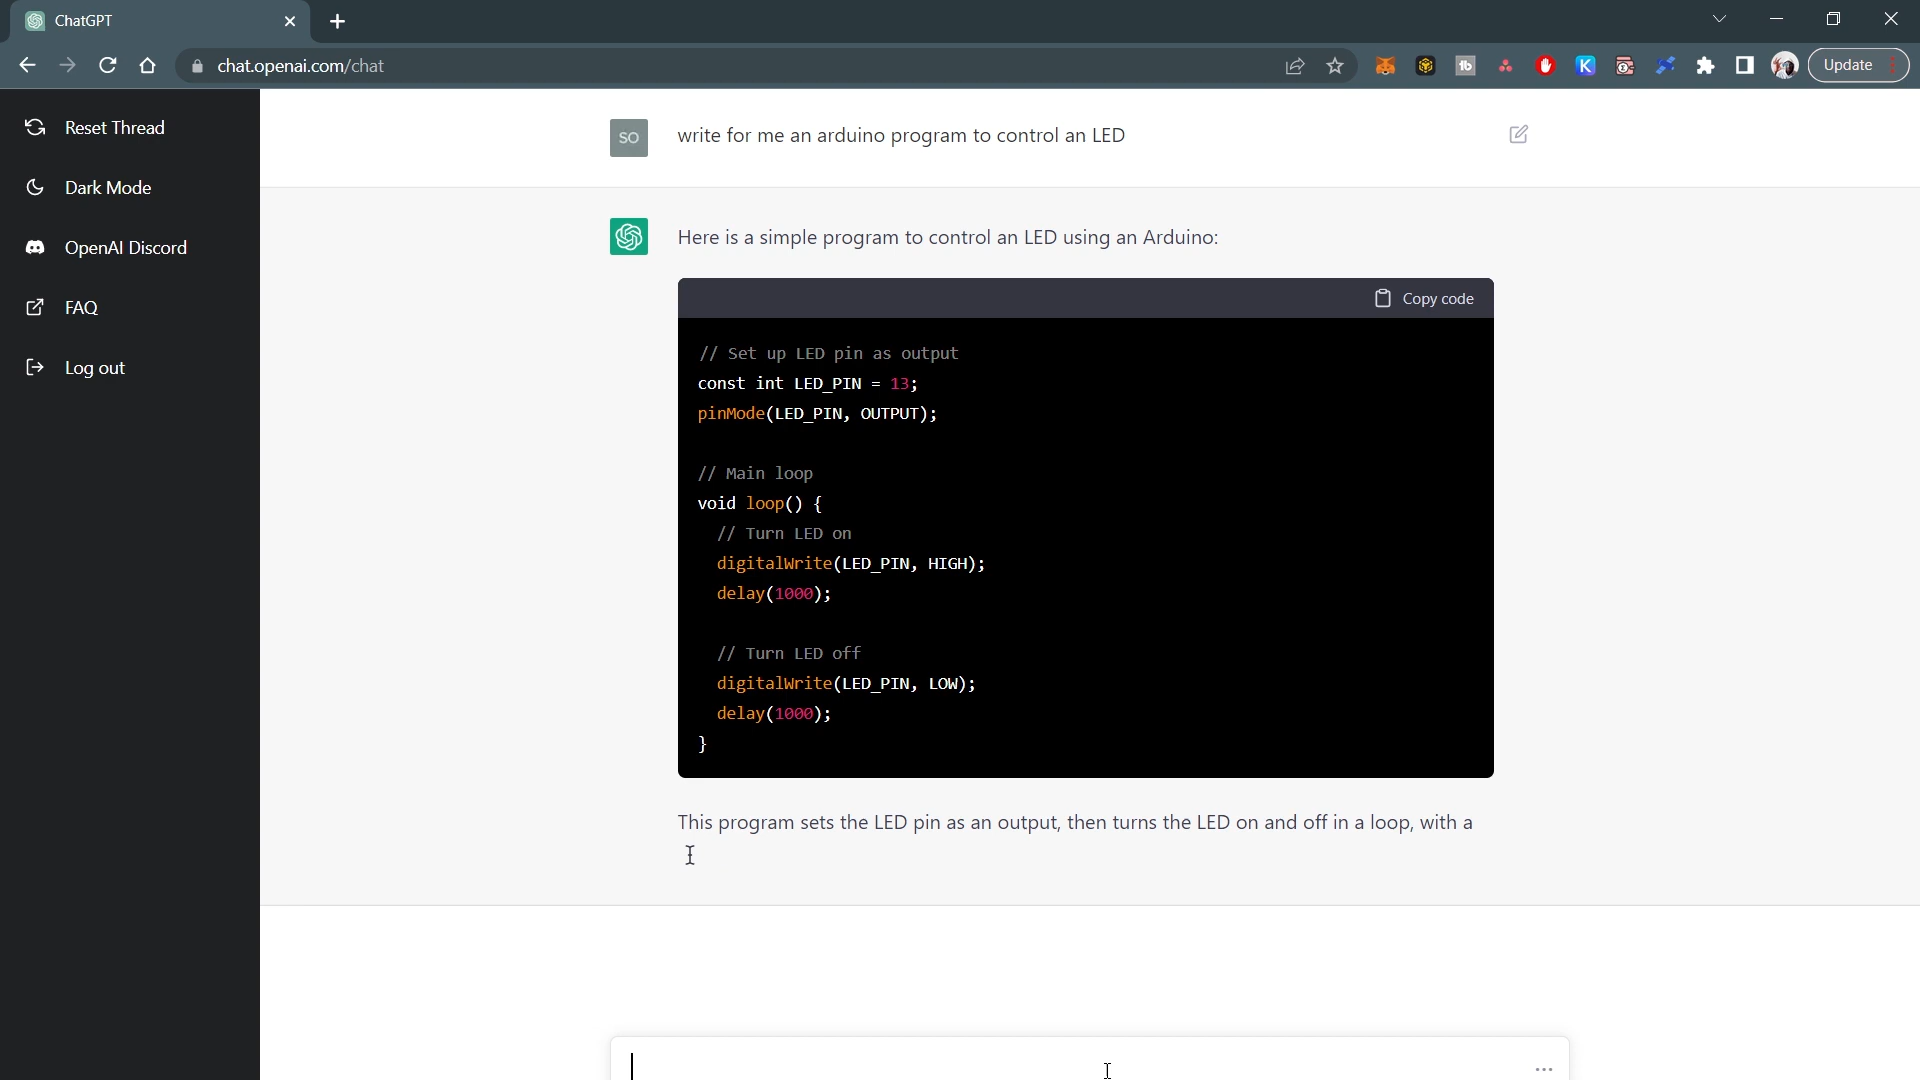 ChatGPT
chat.openai.com/chat
Update
Reset Thread
Dark Mode
OpenAI Discord
FAQ
Log out
SO
write for me an arduino program to control an LED
Here is a simple program to control an LED using an Arduino:
Copy code
// Set up LED pin as output
const int LED_PIN = 13;
pinMode(LED_PIN, OUTPUT);
// Main loop
void loop() {
// Turn LED on
digitalWrite(LED_PIN, HIGH);
delay(1000);
// Turn LED off
digitalWrite(LED_PIN, LOW);
delay(1000);
}
This program sets the LED pin as an output, then turns the LED on and off in a loop, with a